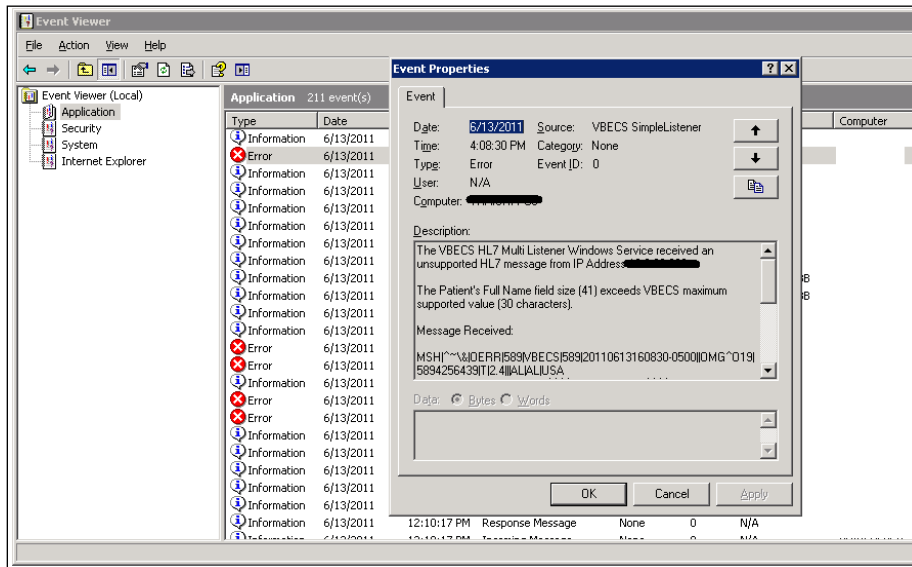 Event Viewer
File Action View Help
Event Viewer (Local)
Application
Security
System
Internet Explorer
Application 211 event(s)
Type Date Computer
Information 6/13/2011
Error 6/13/2011
Information 6/13/2011
Information 6/13/2011
Information 6/13/2011
Information 6/13/2011
Information 6/13/2011
Information 6/13/2011
Information 6/13/2011
Information 6/13/2011
Information 6/13/2011
Information 6/13/2011
Error 6/13/2011
Error 6/13/2011
Information 6/13/2011
Error 6/13/2011
Error 6/13/2011
Information 6/13/2011
Information 6/13/2011
Information 6/13/2011
Information 6/13/2011
Information 6/13/2011
Information 6/13/2011 12:10:17 PM Response Message None 0 N/A
Event Properties
Event
Date: 6/13/2011 Source: VBECS SimpleListener
Time: 4:08:30 PM Category: None
Type: Error Event ID: 0
User: N/A
Computer:
Description:
The VBECS HL7 Multi Listener Windows Service received an
unsupported HL7 message from IP Address
The Patient's Full Name field size (41) exceeds VBECS maximum
supported value (30 characters).
Message Received:
MSH|^~\&|OERR|589|VBECS|589|20110613160830-0500||OMG^O19|
5894256439|T|2.4|||AL|AL|USA
Data: Bytes Words
OK Cancel Apply